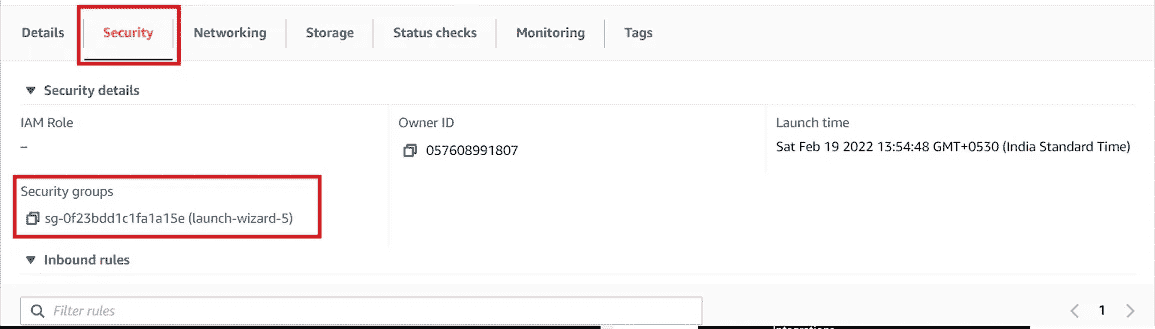 Details Security Networking Storage Status checks Monitoring Tags
Security details
IAM Role Owner ID Launch time
– 057608991807 Sat Feb 19 2022 13:54:48 GMT+0530 (India Standard Time)
Security groups
sg-0f23bdd1c1fa1a15e (launch-wizard-5)
Inbound rules
Filter rules 1